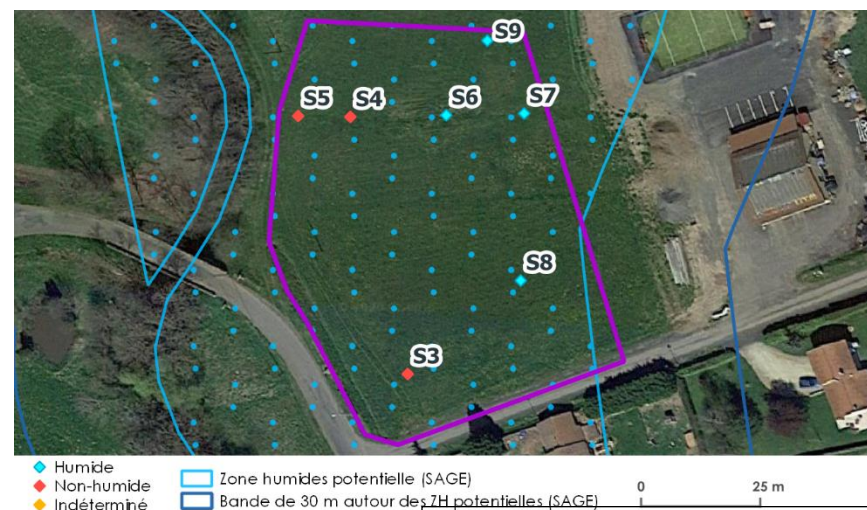 S9
S5 S4 S6 S7
S8
S3
Humide
Non-humide
Indéterminé
Zone humides potentielle (SAGE)
Bande de 30 m autour des ZH potentielles (SAGE)
0 25 m